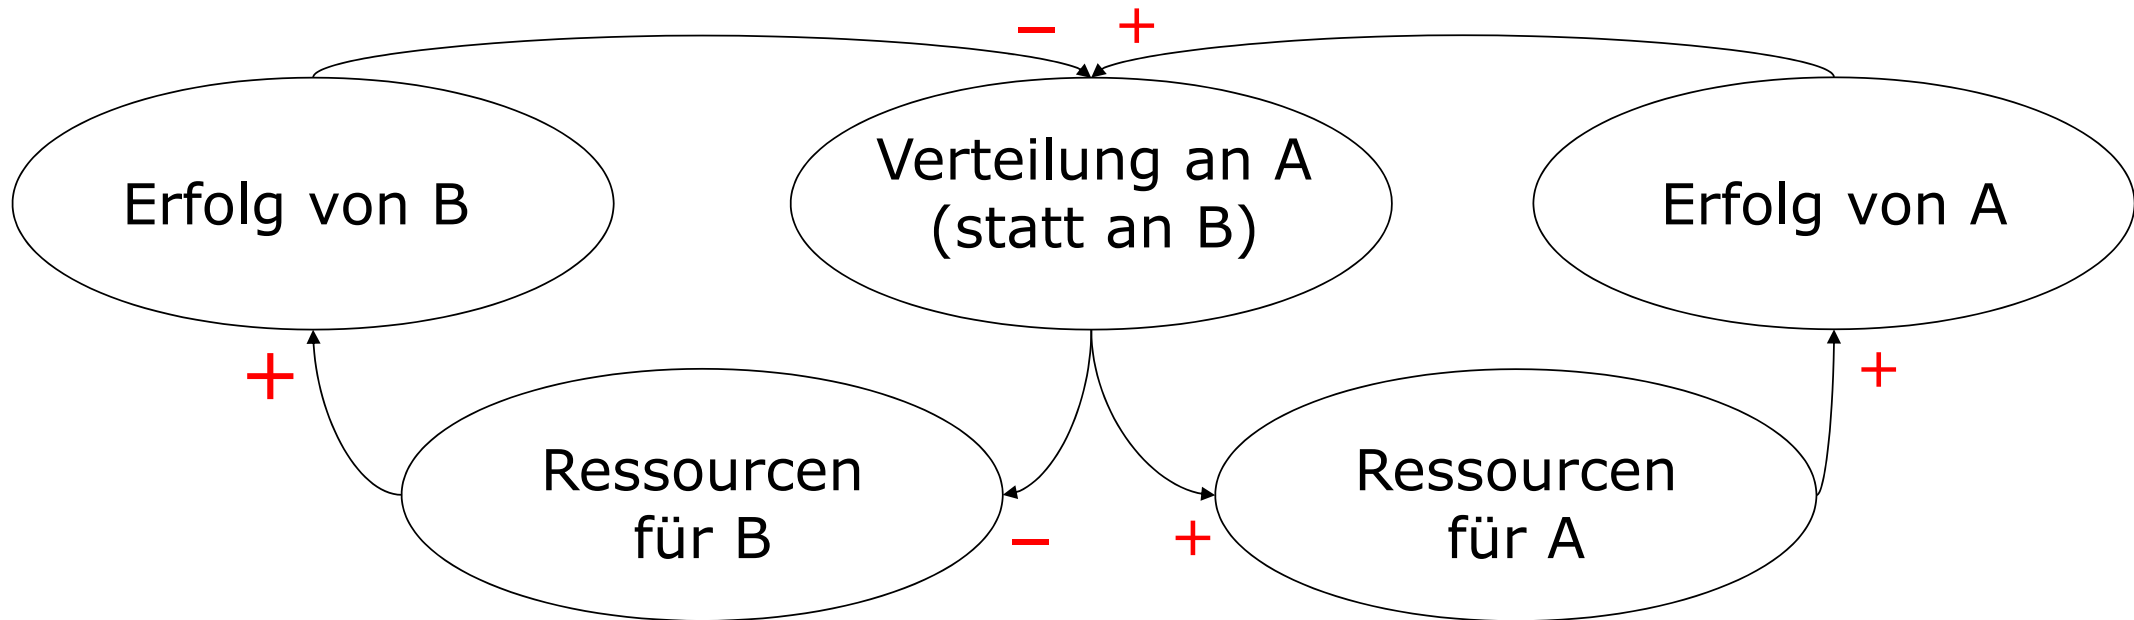 – +
Erfolg von B
Verteilung an A
(statt an B)
Erfolg von A
+
+
Ressourcen
für B
Ressourcen
für A
– +